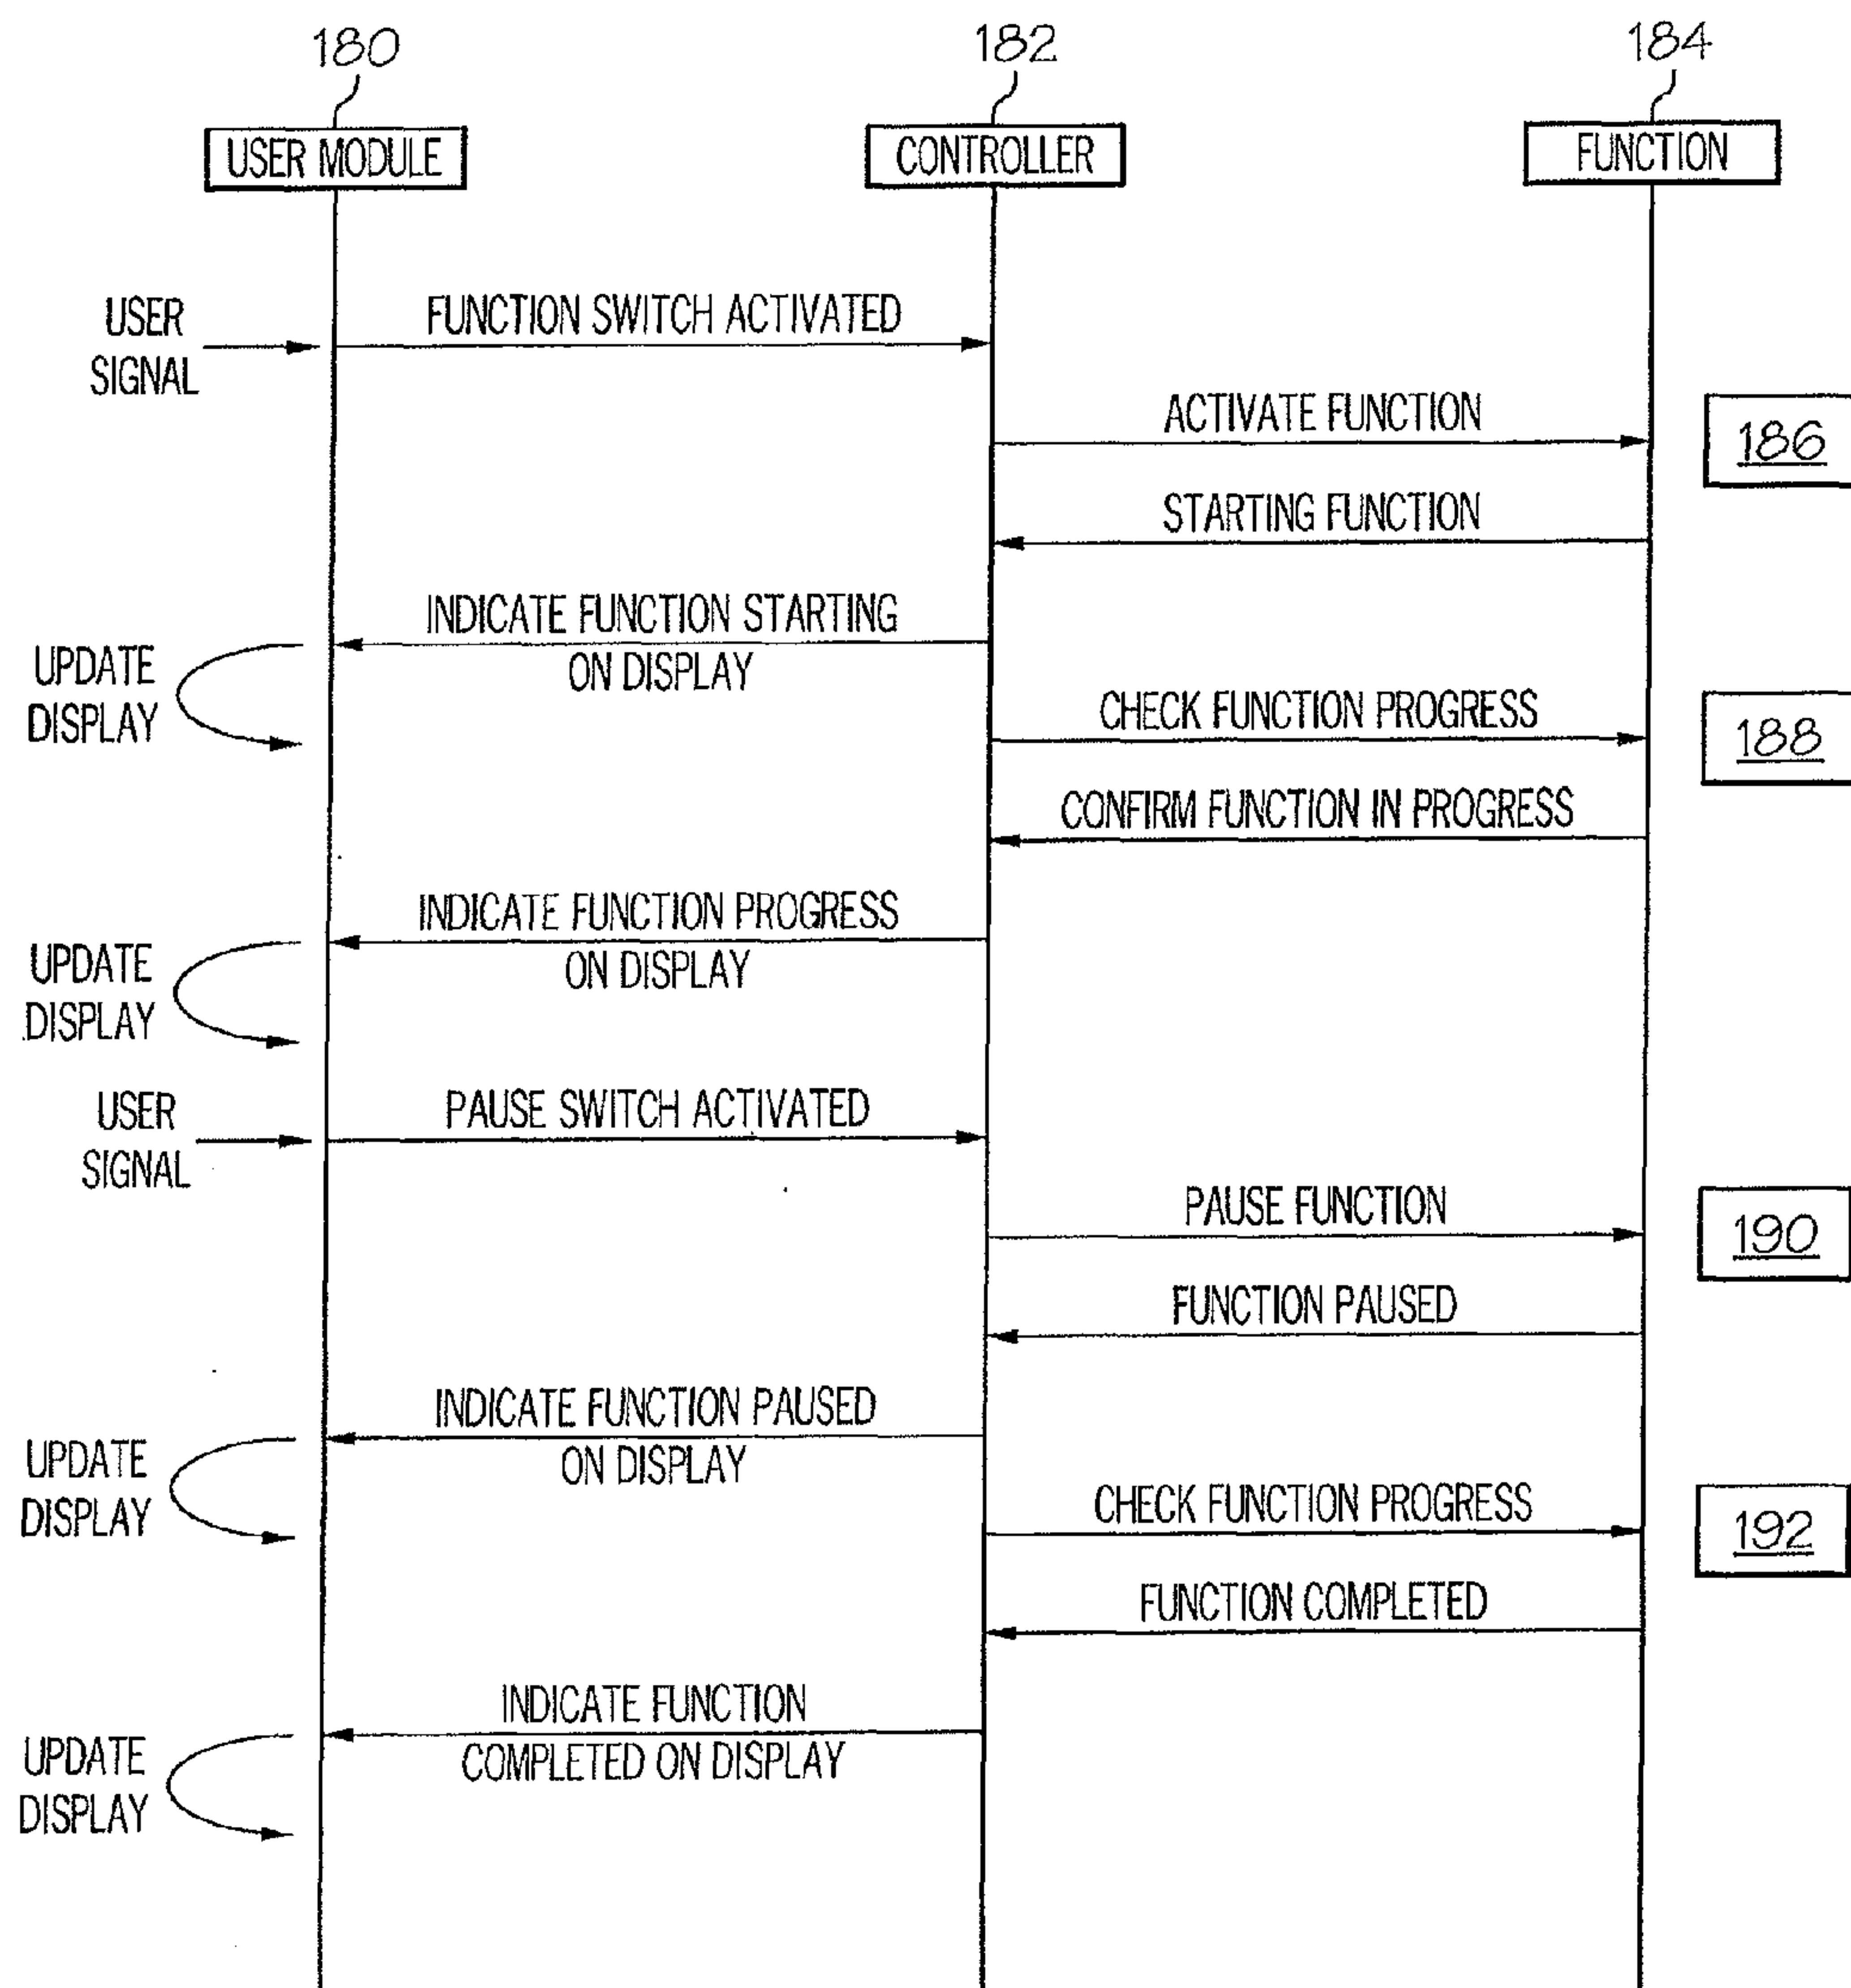 180
182
184
USER MODULE
CONTROLLER
FUNCTION
USER
SIGNAL
FUNCTION SWITCH ACTIVATED
ACTIVATE FUNCTION
186
STARTING FUNCTION
INDICATE FUNCTION STARTING
ON DISPLAY
UPDATE
DISPLAY
CHECK FUNCTION PROGRESS
188
CONFIRM FUNCTION IN PROGRESS
INDICATE FUNCTION PROGRESS
ON DISPLAY
UPDATE
DISPLAY
USER
SIGNAL
PAUSE SWITCH ACTIVATED
PAUSE FUNCTION
190
FUNCTION PAUSED
INDICATE FUNCTION PAUSED
ON DISPLAY
UPDATE
DISPLAY
CHECK FUNCTION PROGRESS
192
FUNCTION COMPLETED
INDICATE FUNCTION
COMPLETED ON DISPLAY
UPDATE
DISPLAY